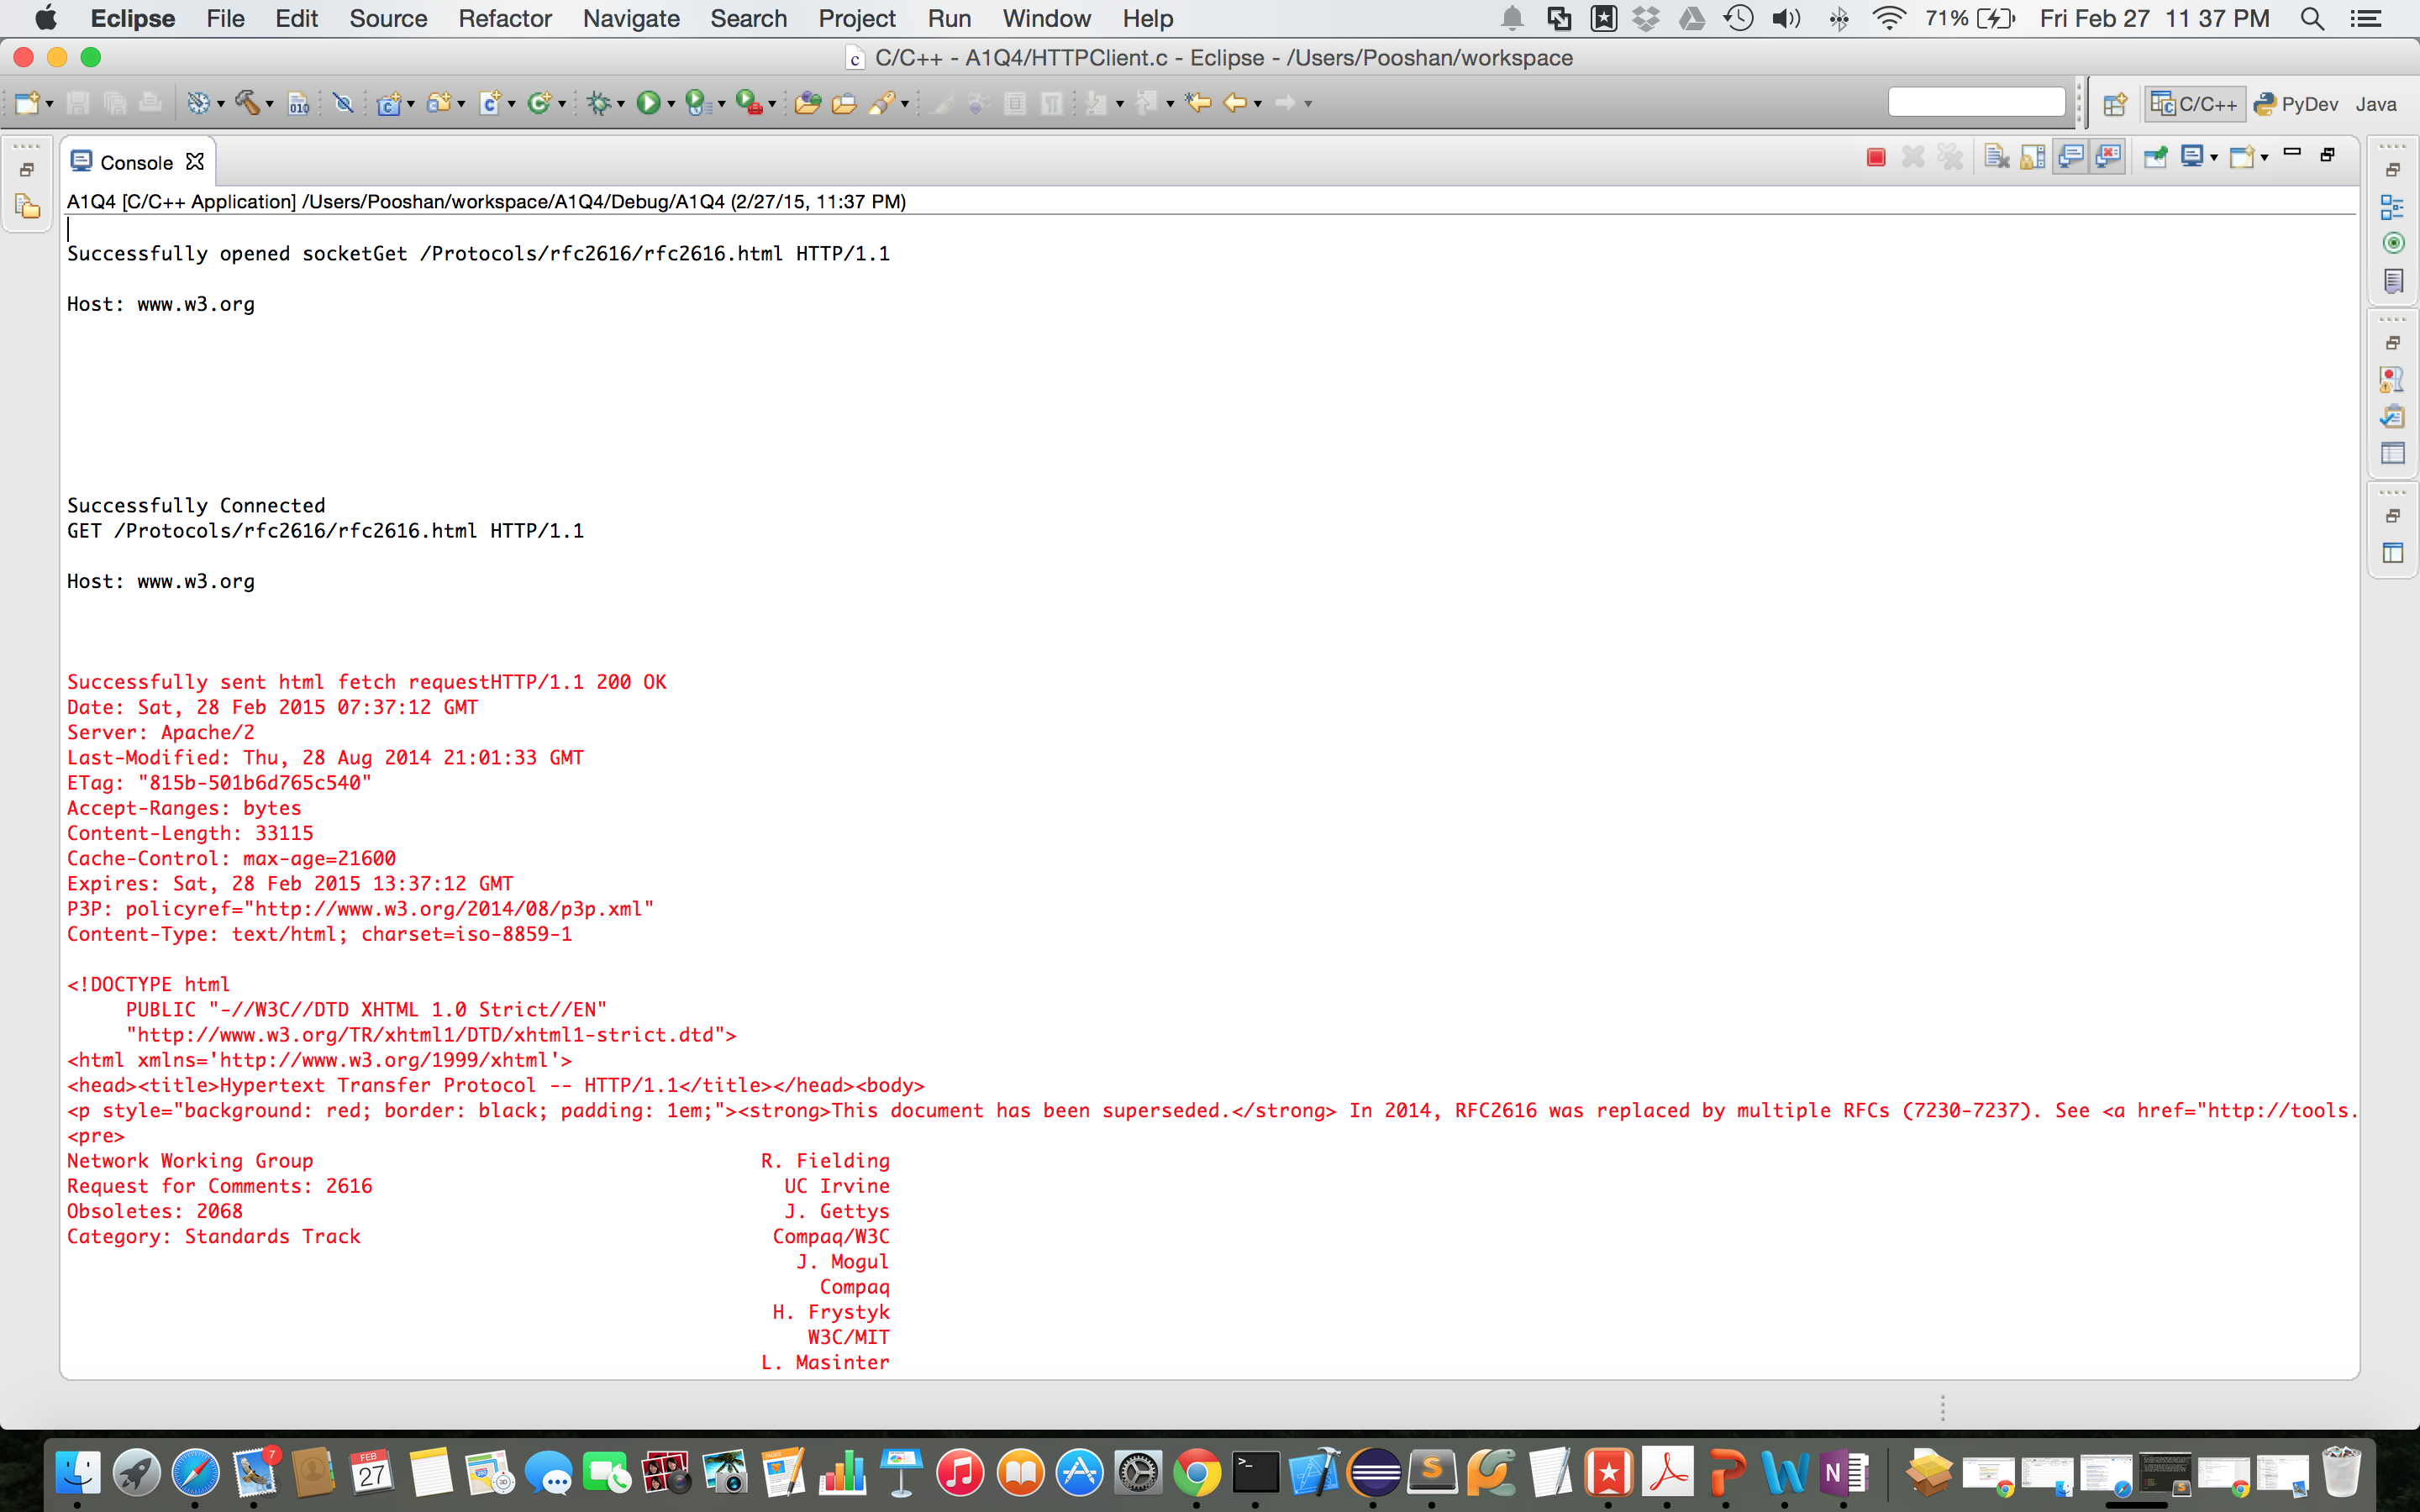 Eclipse File Edit Source Refactor Navigate Search Project Run Window Help 71% Fri Feb 27 11 37 PM
C/C++ - A1Q4/HTTPClient.c - Eclipse - /Users/Pooshan/workspace
C/C++ PyDev Java
Console
A1Q4 [C/C++ Application] /Users/Pooshan/workspace/A1Q4/Debug/A1Q4 (2/27/15, 11:37 PM)
Successfully opened socketGet /Protocols/rfc2616/rfc2616.html HTTP/1.1
Host: www.w3.org
Successfully Connected
GET /Protocols/rfc2616/rfc2616.html HTTP/1.1
Host: www.w3.org
Successfully sent html fetch requestHTTP/1.1 200 OK
Date: Sat, 28 Feb 2015 07:37:12 GMT
Server: Apache/2
Last-Modified: Thu, 28 Aug 2014 21:01:33 GMT
ETag: "815b-501b6d765c540"
Accept-Ranges: bytes
Content-Length: 33115
Cache-Control: max-age=21600
Expires: Sat, 28 Feb 2015 13:37:12 GMT
P3P: policyref="http://www.w3.org/2014/08/p3p.xml"
Content-Type: text/html; charset=iso-8859-1
<!DOCTYPE html
PUBLIC "-//W3C//DTD XHTML 1.0 Strict//EN"
"http://www.w3.org/TR/xhtml1/DTD/xhtml1-strict.dtd">
<html xmlns='http://www.w3.org/1999/xhtml'>
<head><title>Hypertext Transfer Protocol -- HTTP/1.1</title></head><body>
<p style="background: red; border: black; padding: 1em;"><strong>This document has been superseded.</strong> In 2014, RFC2616 was replaced by multiple RFCs (7230-7237). See <a href="http://tools.
<pre>
Network Working Group R. Fielding
Request for Comments: 2616 UC Irvine
Obsoletes: 2068 J. Gettys
Category: Standards Track Compaq/W3C
J. Mogul
Compaq
H. Frystyk
W3C/MIT
L. Masinter
7
FEB
27